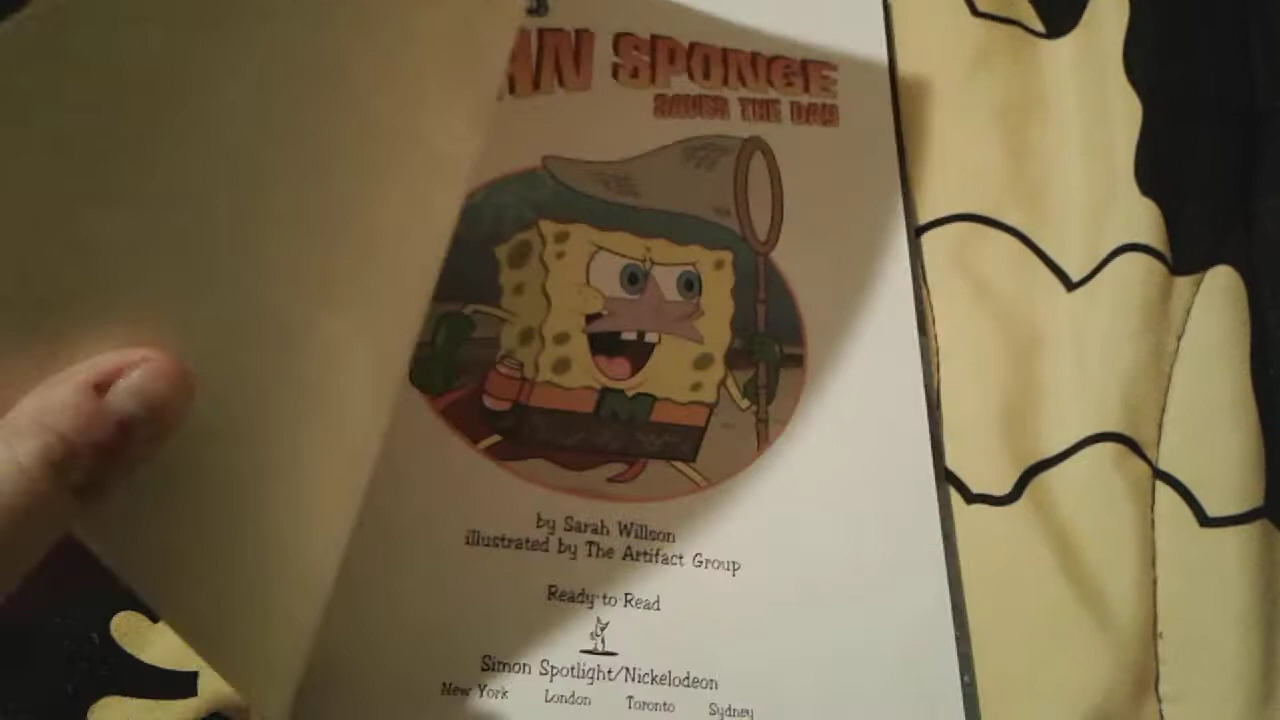 AN SPONGE
SAVES THE DAY
by Sarah Willson
illustrated by The Artifact Group
Ready-to-Read
Simon Spotlight/Nickelodeon
New York London Toronto Sydney